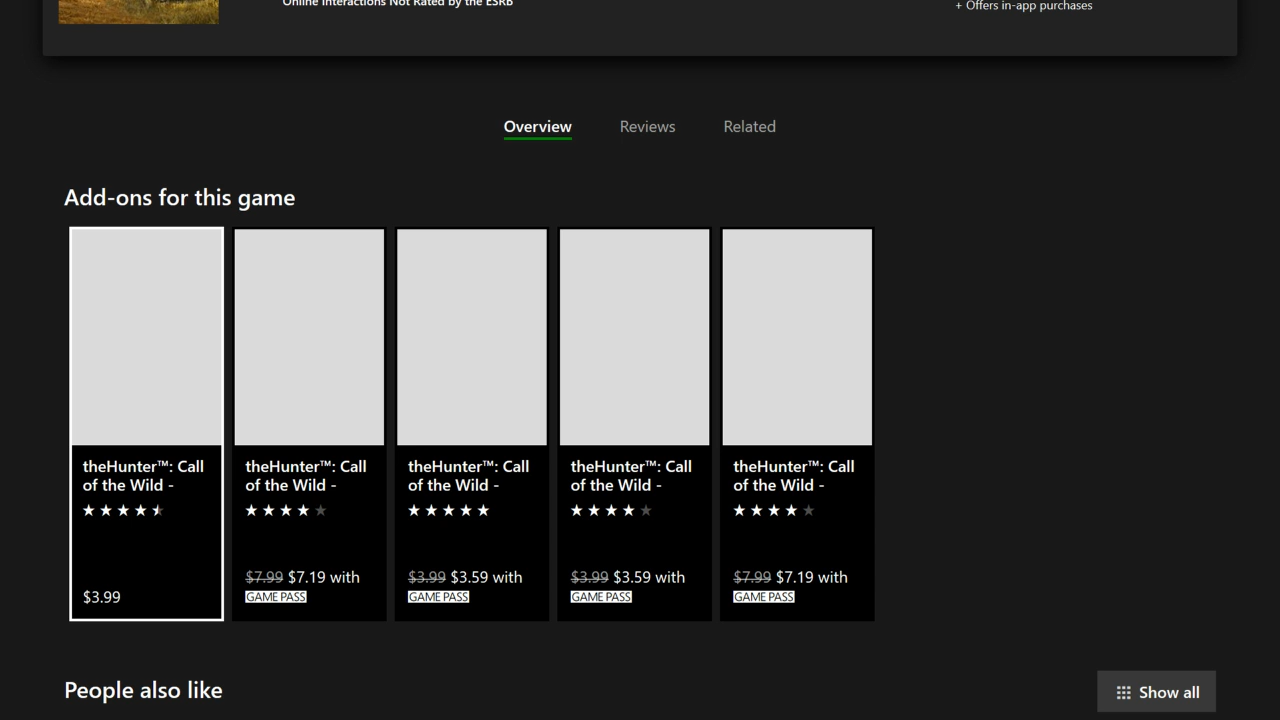 Online Interactions Not Rated by the ESRB
+ Offers in-app purchases
Overview
Reviews
Related
Add-ons for this game
theHunter™: Call
of the Wild -
$3.99
theHunter™: Call
of the Wild -
$7.99 $7.19 with
GAME PASS
theHunter™: Call
of the Wild -
$3.99 $3.59 with
GAME PASS
theHunter™: Call
of the Wild -
$3.99 $3.59 with
GAME PASS
theHunter™: Call
of the Wild -
$7.99 $7.19 with
GAME PASS
People also like
Show all